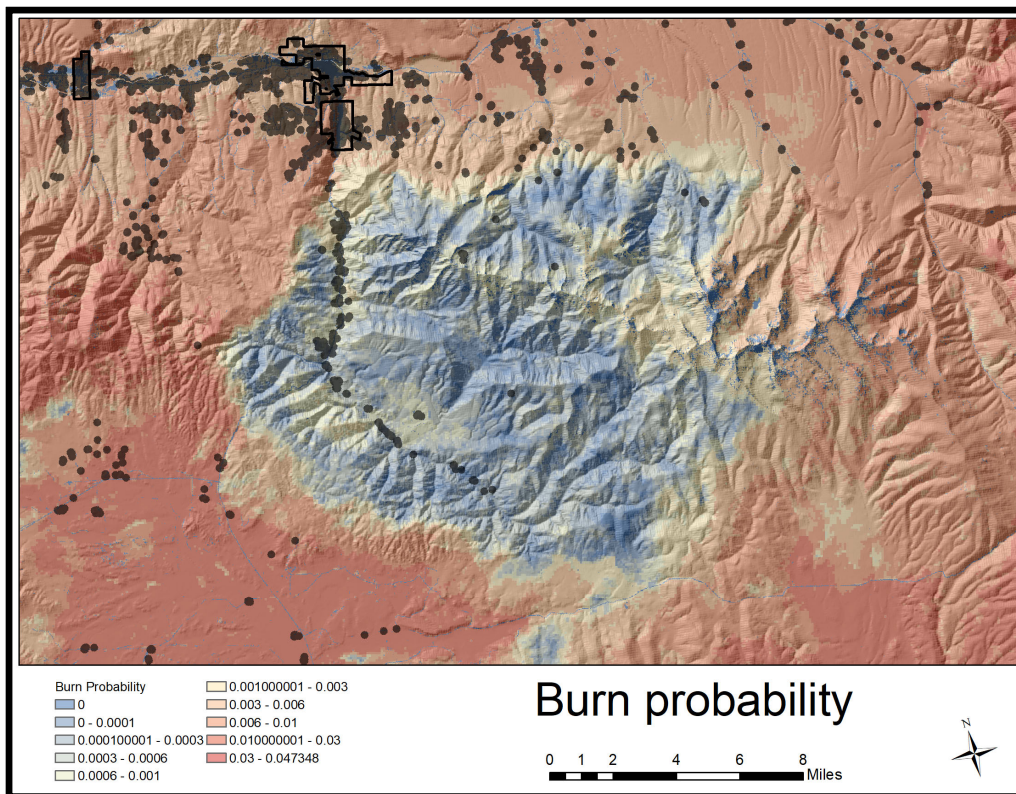 Burn Probability
0
0 - 0.0001
0.000100001 - 0.0003
0.0003 - 0.0006
0.0006 - 0.001
0.001000001 - 0.003
0.003 - 0.006
0.006 - 0.01
0.010000001 - 0.03
0.03 - 0.047348
Burn probability
0 1 2 4 6 8
Miles
N